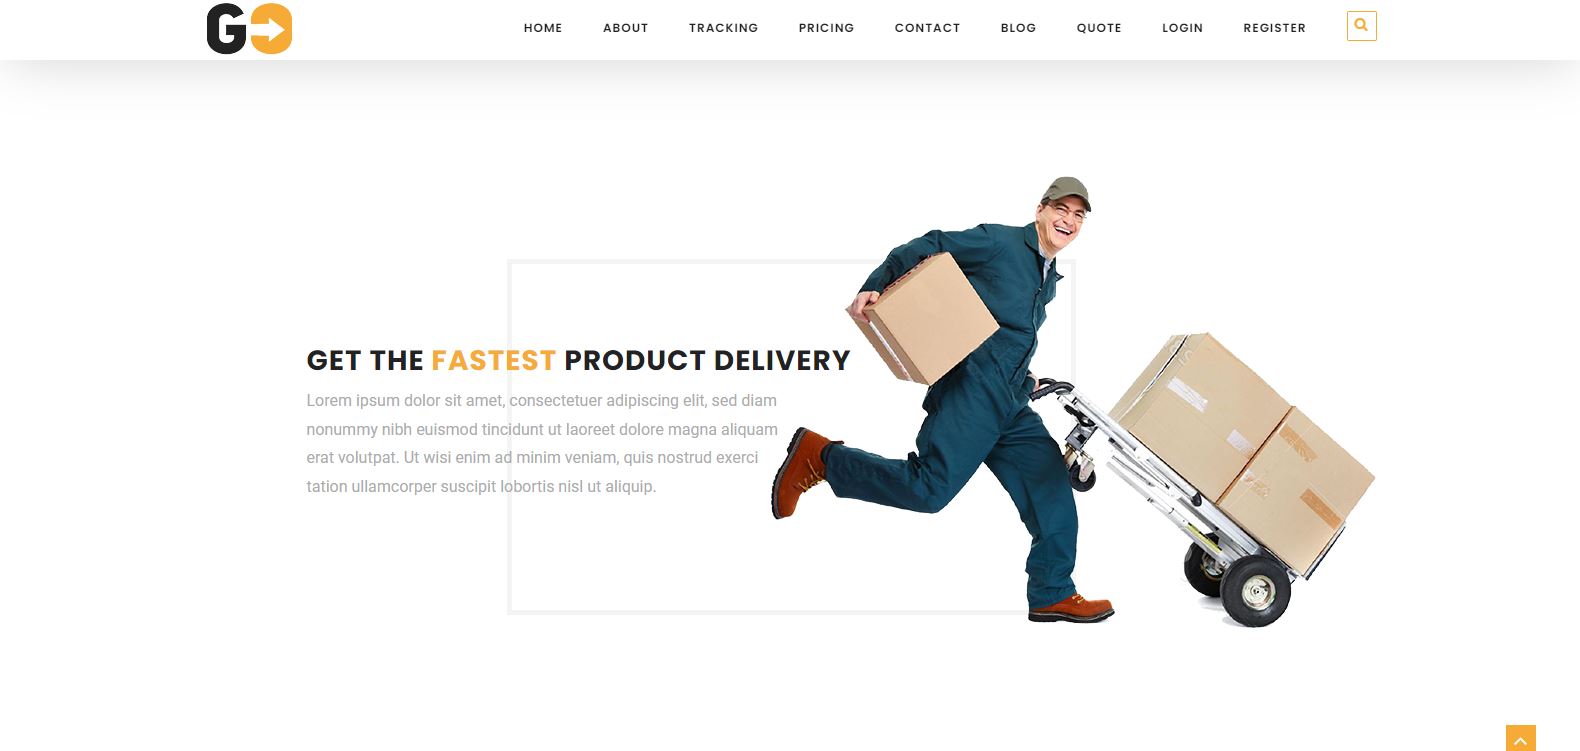 GO
HOME ABOUT TRACKING PRICING CONTACT BLOG QUOTE LOGIN REGISTER
GET THE FASTEST PRODUCT DELIVERY
Lorem ipsum dolor sit amet, consectetuer adipiscing elit, sed diam
nonummy nibh euismod tincidunt ut laoreet dolore magna aliquam
erat volutpat. Ut wisi enim ad minim veniam, quis nostrud exerci
tation ullamcorper suscipit lobortis nisl ut aliquip.